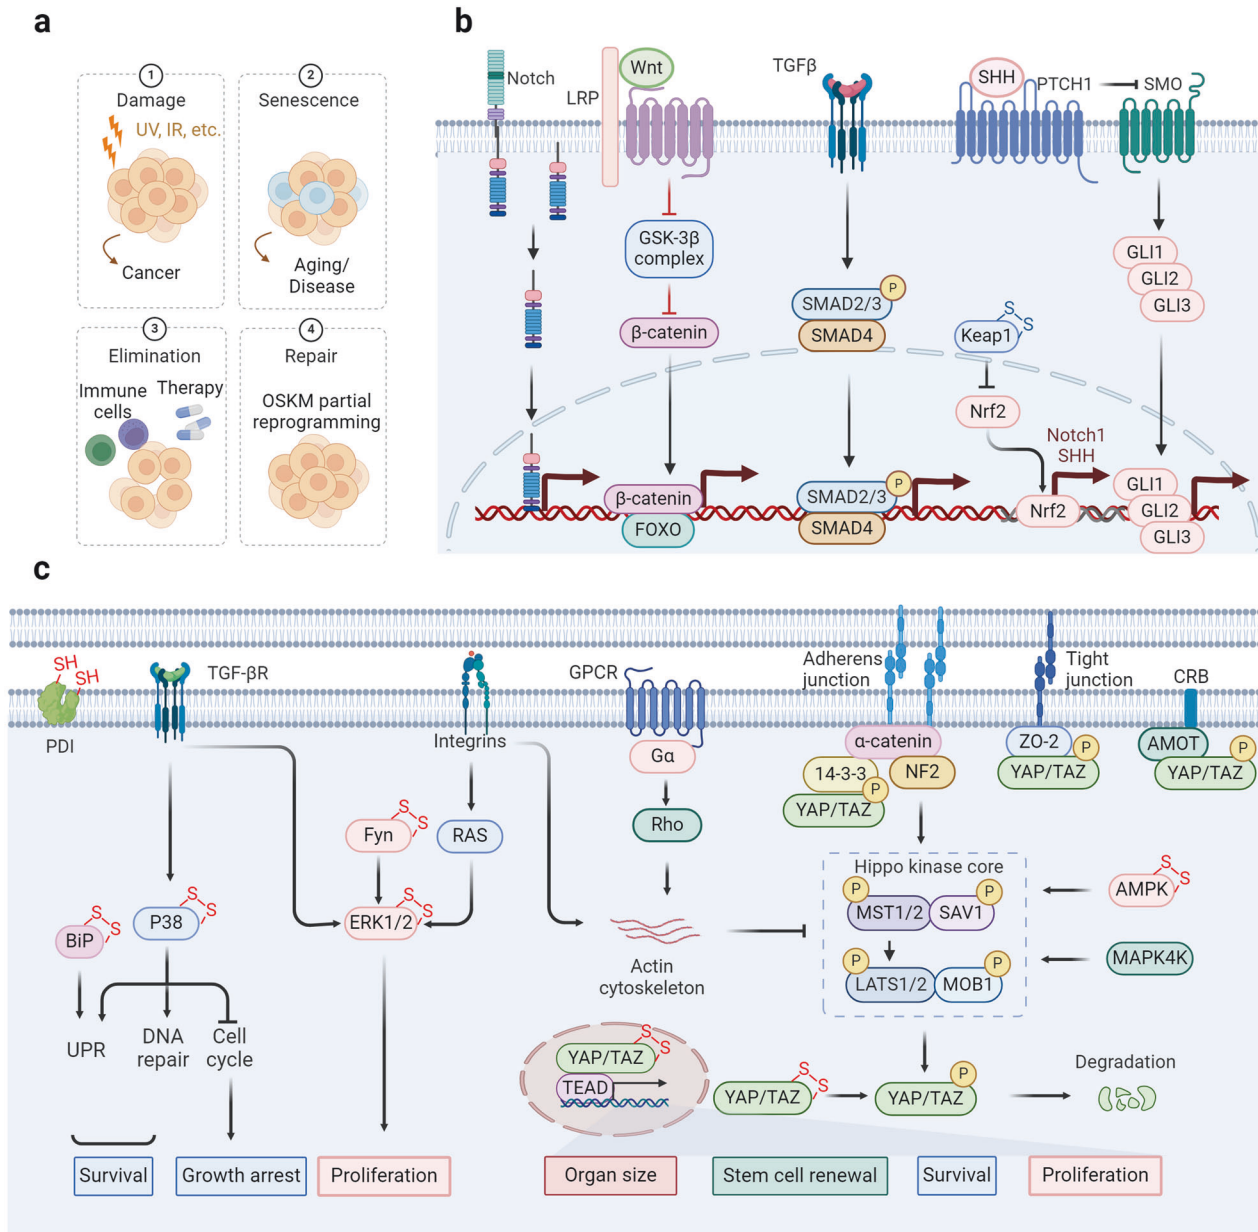 a
1
Damage
UV, IR, etc.
Cancer
2
Senescence
Aging/
Disease
3
Elimination
Immune
cells
Therapy
4
Repair
OSKM partial
reprogramming
b
Notch
LRP
Wnt
TGFβ
SHH
PTCH1
SMO
GSK-3β
complex
β-catenin
SMAD2/3
P
SMAD4
Keap1
S
S
Nrf2
GLI1
GLI2
GLI3
Notch1
SHH
β-catenin
FOXO
SMAD2/3
P
SMAD4
Nrf2
GLI1
GLI2
GLI3
c
SH
SH
PDI
TGF-βR
Integrins
GPCR
Gα
Rho
Adherens
junction
Tight
junction
CRB
α-catenin
14-3-3
NF2
P
YAP/TAZ
ZO-2
P
YAP/TAZ
AMOT
P
YAP/TAZ
Fyn
S
S
RAS
BiP
S
S
P38
S
S
ERK1/2
S
S
Actin
cytoskeleton
Hippo kinase core
P
MST1/2
P
SAV1
P
LATS1/2
P
MOB1
AMPK
S
S
MAPK4K
UPR
DNA
repair
Cell
cycle
YAP/TAZ
S
S
TEAD
YAP/TAZ
S
S
P
YAP/TAZ
Degradation
Survival
Growth arrest
Proliferation
Organ size
Stem cell renewal
Survival
Proliferation